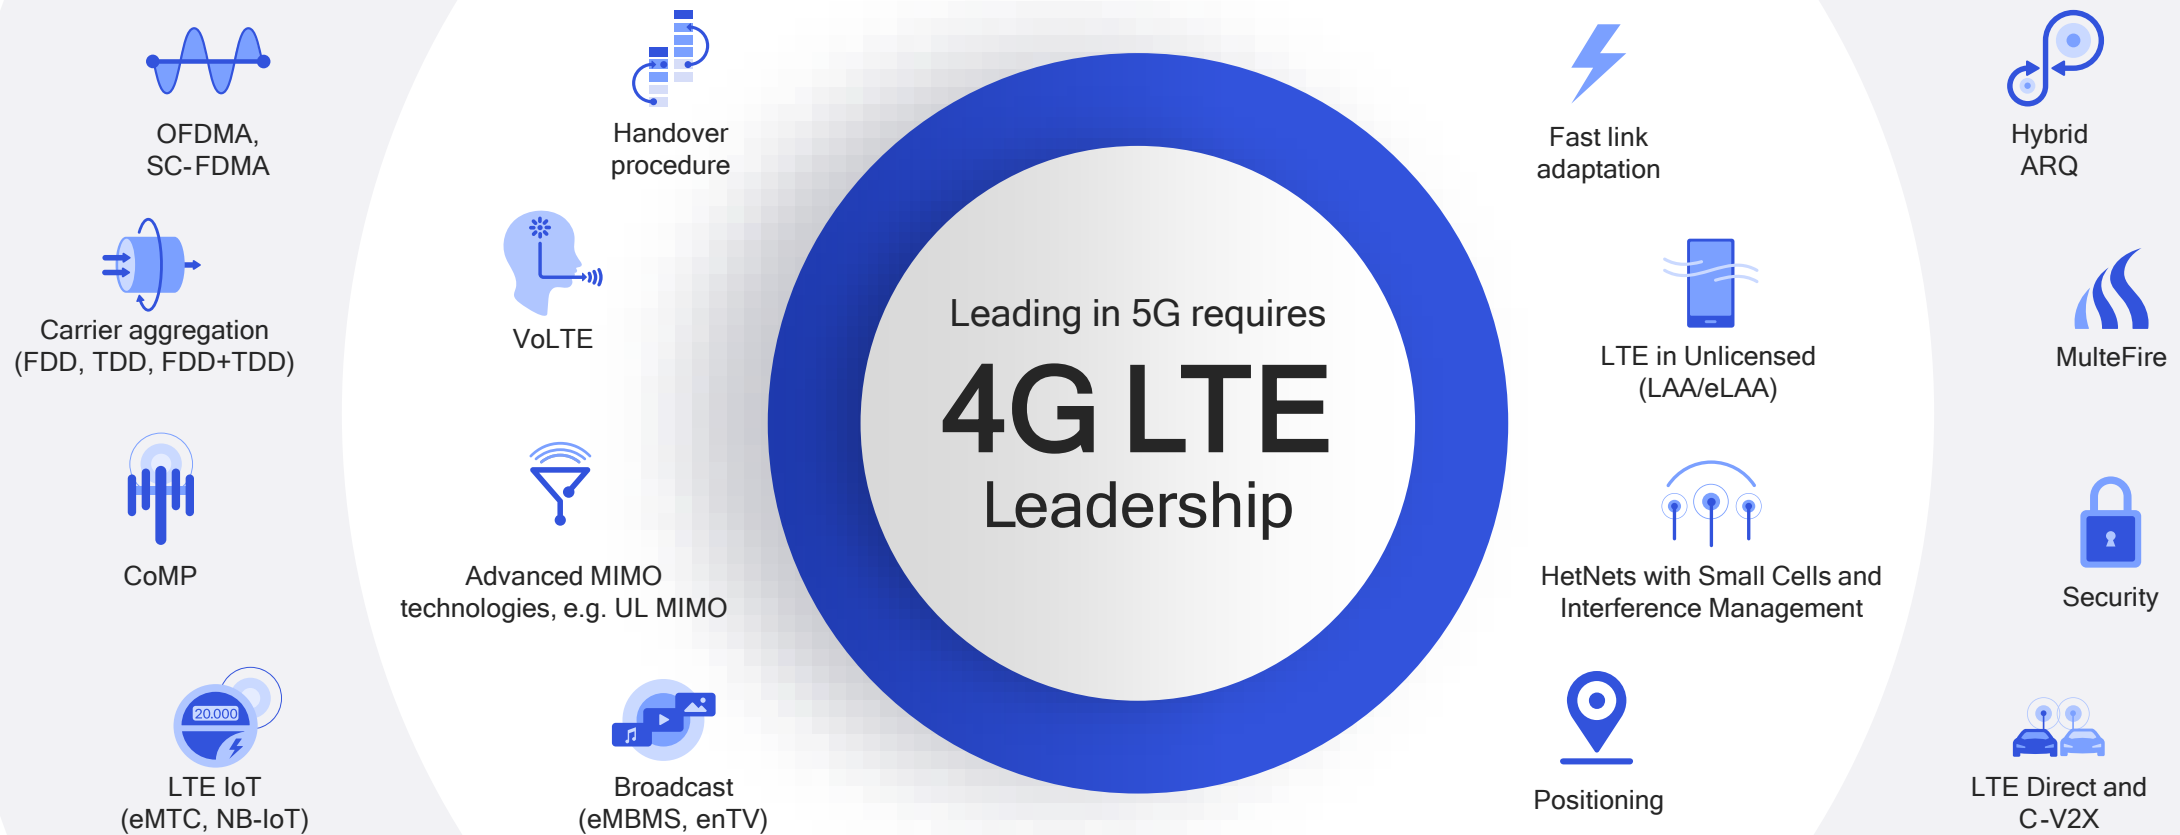 OFDMA,
SC-FDMA
Handover
procedure
Fast link
adaptation
Hybrid
ARQ
Carrier aggregation
(FDD, TDD, FDD+TDD)
VoLTE
Leading in 5G requires
4G LTE
Leadership
LTE in Unlicensed
(LAA/eLAA)
MulteFire
CoMP
Advanced MIMO
technologies, e.g. UL MIMO
HetNets with Small Cells and
Interference Management
Security
20.000
LTE IoT
(eMTC, NB-IoT)
Broadcast
(eMBMS, enTV)
Positioning
LTE Direct and
C-V2X